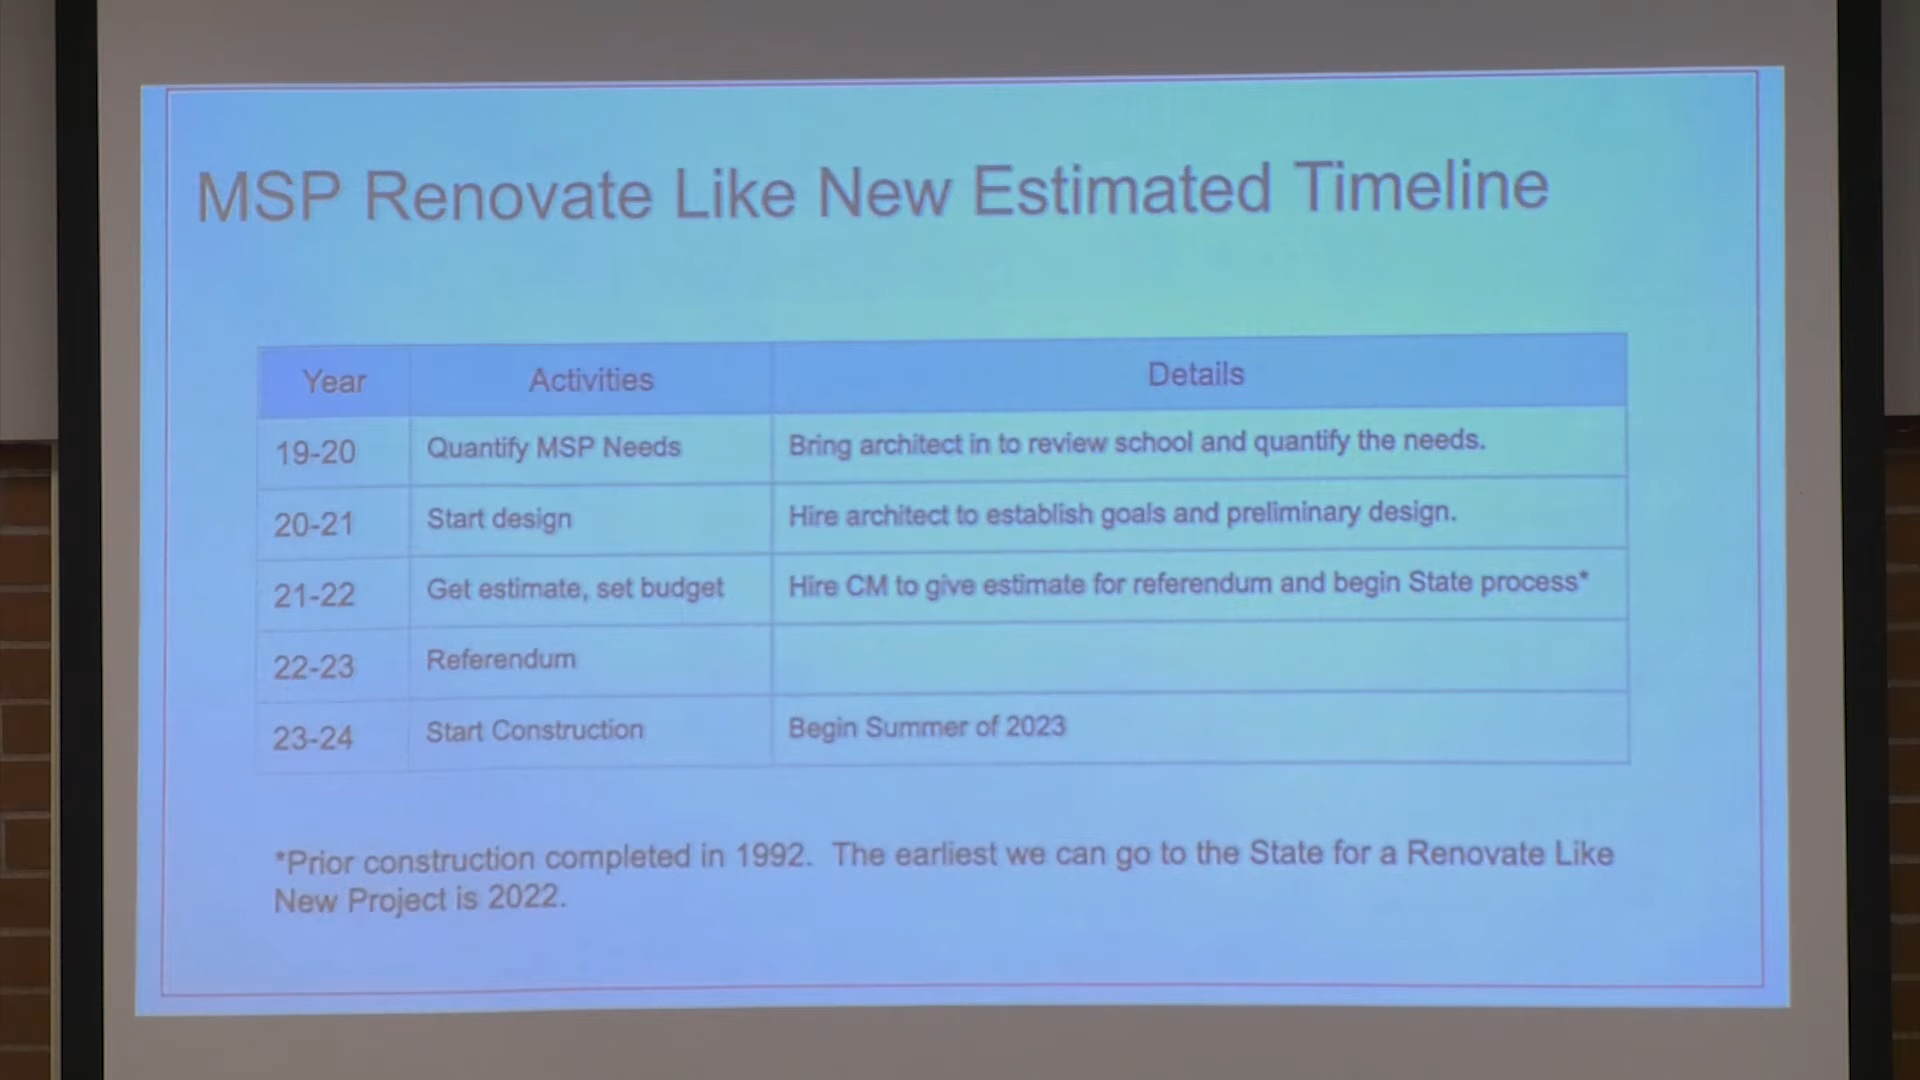 MSP Renovate Like New Estimated Timeline
Year Activities Details
19-20 Quantify MSP Needs Bring architect in to review school and quantify the needs.
20-21 Start design Hire architect to establish goals and preliminary design.
21-22 Get estimate, set budget Hire CM to give estimate for referendum and begin State process*
22-23 Referendum
23-24 Start Construction Begin Summer of 2023
*Prior construction completed in 1992. The earliest we can go to the State for a Renovate Like
New Project is 2022.